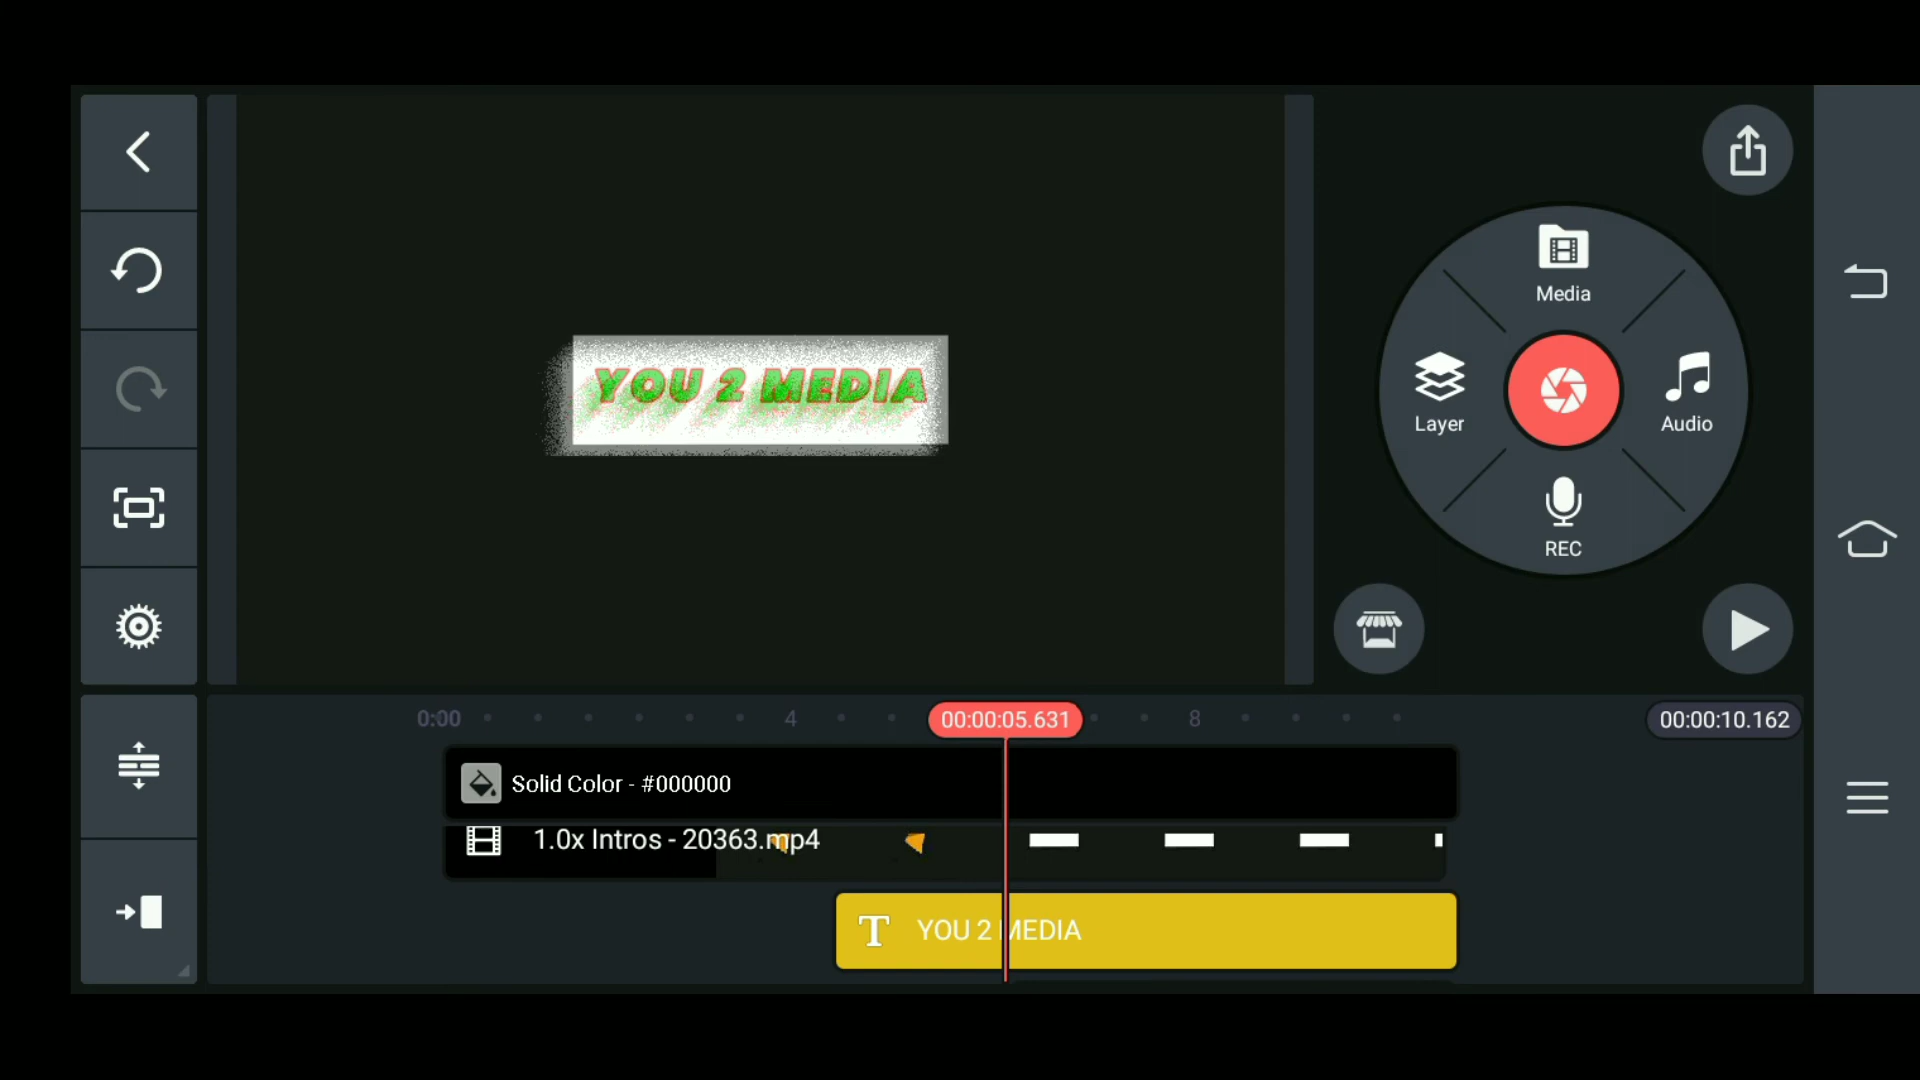 YOU 2 MEDIA
Media
Layer
Audio
REC
0:00
4
00:00:05.631
8
00:00:10.162
Solid Color - #000000
1.0x Intros - 20363.mp4
T YOU 2 MEDIA